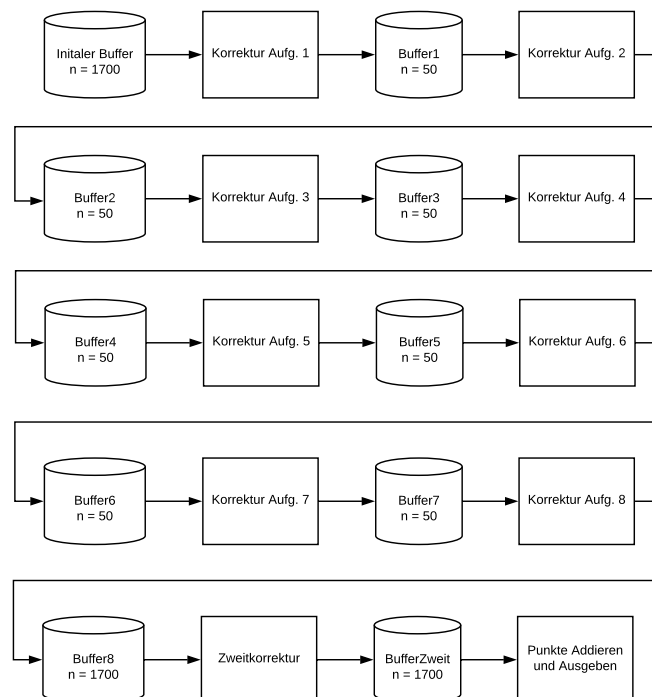 Initaler Buffer
n = 1700
Korrektur Aufg. 1
Buffer1
n = 50
Korrektur Aufg. 2
Buffer2
n = 50
Korrektur Aufg. 3
Buffer3
n = 50
Korrektur Aufg. 4
Buffer4
n = 50
Korrektur Aufg. 5
Buffer5
n = 50
Korrektur Aufg. 6
Buffer6
n = 50
Korrektur Aufg. 7
Buffer7
n = 50
Korrektur Aufg. 8
Buffer8
n = 1700
Zweitkorrektur
BufferZweit
n = 1700
Punkte Addieren
und Ausgeben